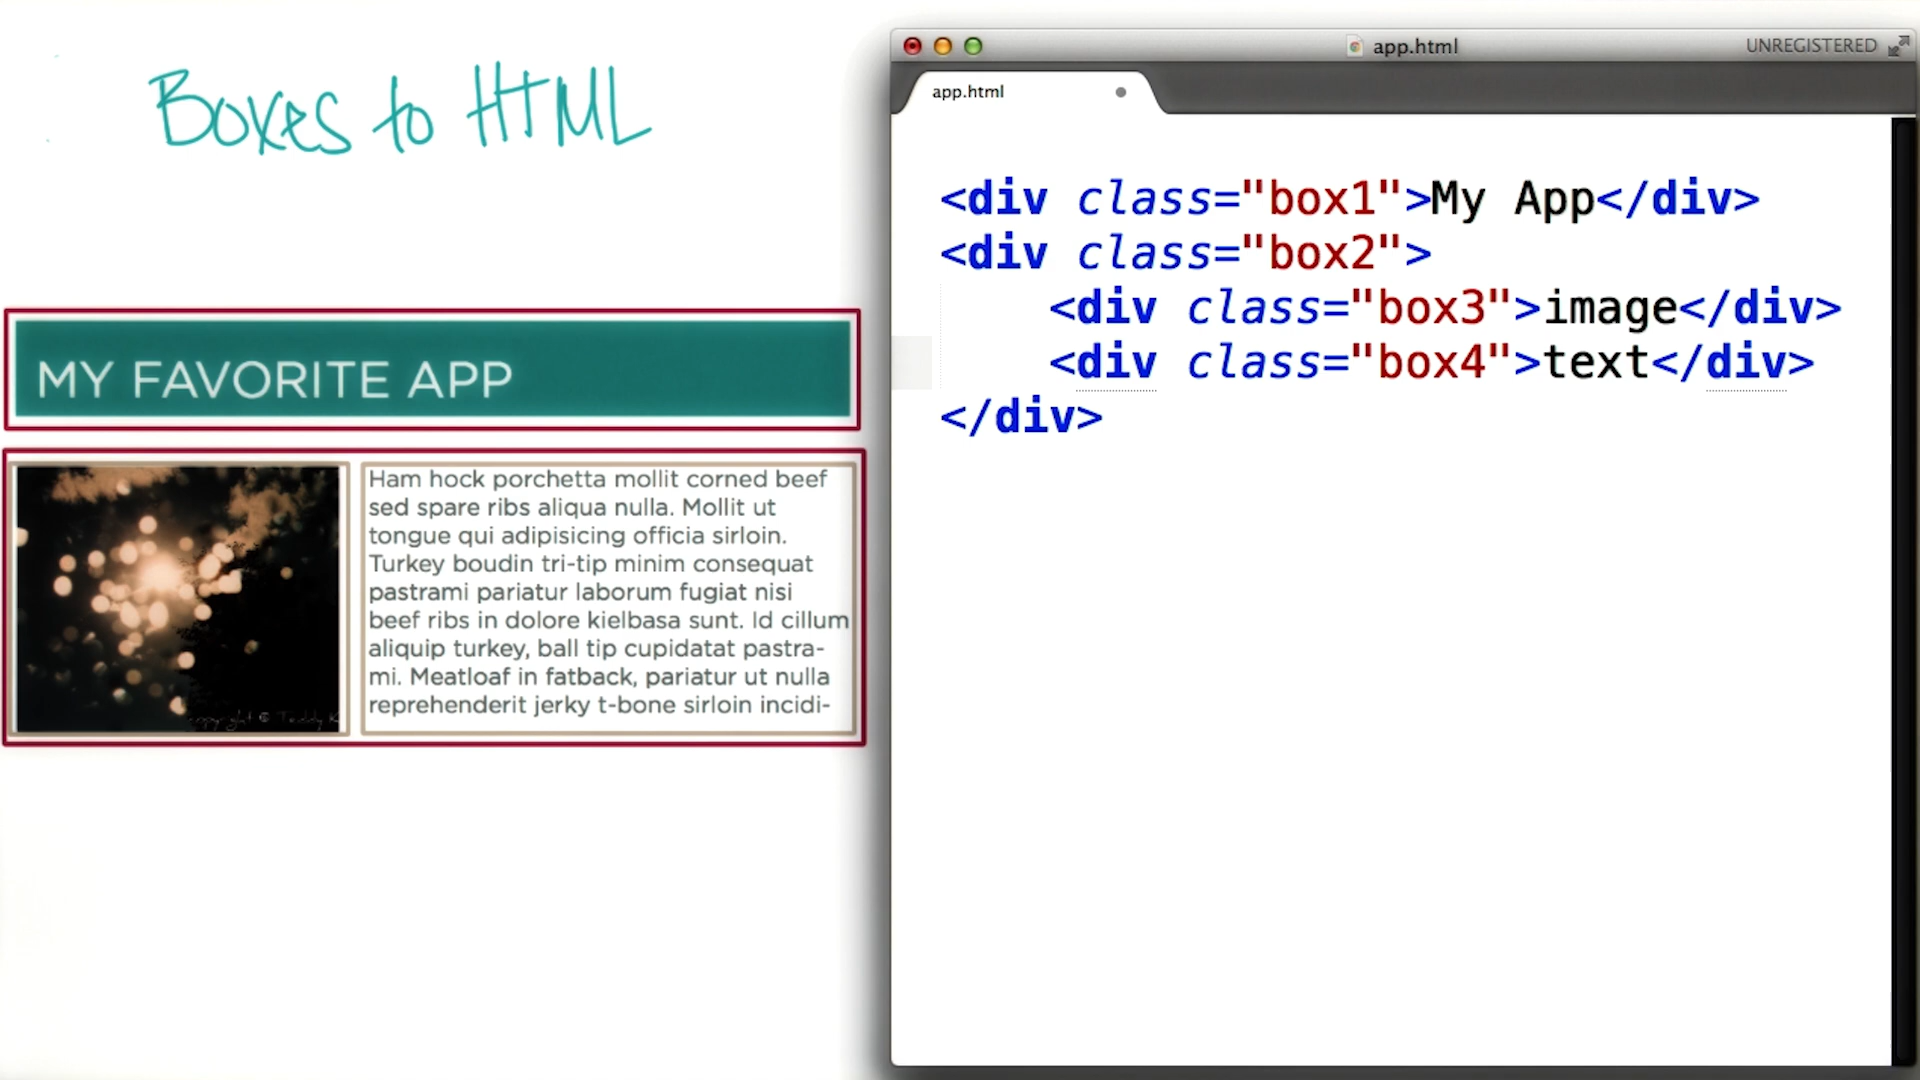 Boxes to HTML
MY FAVORITE APP
Ham hock porchetta mollit corned beef
sed spare ribs aliqua nulla. Mollit ut
tongue qui adipisicing officia sirloin.
Turkey boudin tri-tip minim consequat
pastrami pariatur laborum fugiat nisi
beef ribs in dolore kielbasa sunt. Id cillum
aliquip turkey, ball tip cupidatat pastra-
mi. Meatloaf in fatback, pariatur ut nulla
reprehenderit jerky t-bone sirloin incidi-
copyright © Teddy K
app.html
UNREGISTERED
app.html
<div class="box1">My App</div>
<div class="box2">
<div class="box3">image</div>
<div class="box4">text</div>
</div>